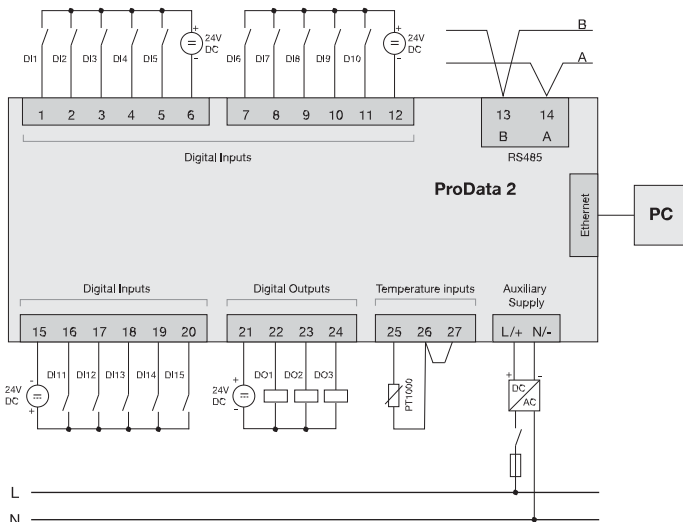 DI1 DI2 DI3 DI4 DI5 + 24V DC -
DI6 DI7 DI8 DI9 D10 + 24V DC -
B
A
1 2 3 4 5 6
7 8 9 10 11 12
13 14
B A
Digital Inputs
RS485
ProData 2
Ethernet
PC
Digital Inputs
Digital Outputs
Temperature inputs
Auxiliary Supply
15 16 17 18 19 20
21 22 23 24
25 26 27
L/+ N/-
24V DC - +
DI11 DI12 DI13 DI14 DI15
+ 24V DC -
DO1 DO2 DO3
PT1000
+ -
DC
AC
L
N